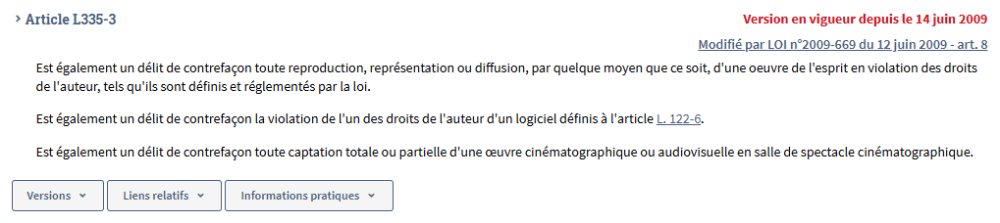 Article L335-3
Version en vigueur depuis le 14 juin 2009
Modifié par LOI n°2009-669 du 12 juin 2009 - art. 8
Est également un délit de contrefaçon toute reproduction, représentation ou diffusion, par quelque moyen que ce soit, d'une oeuvre de l'esprit en violation des droits
de l'auteur, tels qu'ils sont définis et réglementés par la loi.
Est également un délit de contrefaçon la violation de l'un des droits de l'auteur d'un logiciel définis à l'article L. 122-6.
Est également un délit de contrefaçon toute captation totale ou partielle d'une œuvre cinématographique ou audiovisuelle en salle de spectacle cinématographique.
Versions
Liens relatifs
Informations pratiques